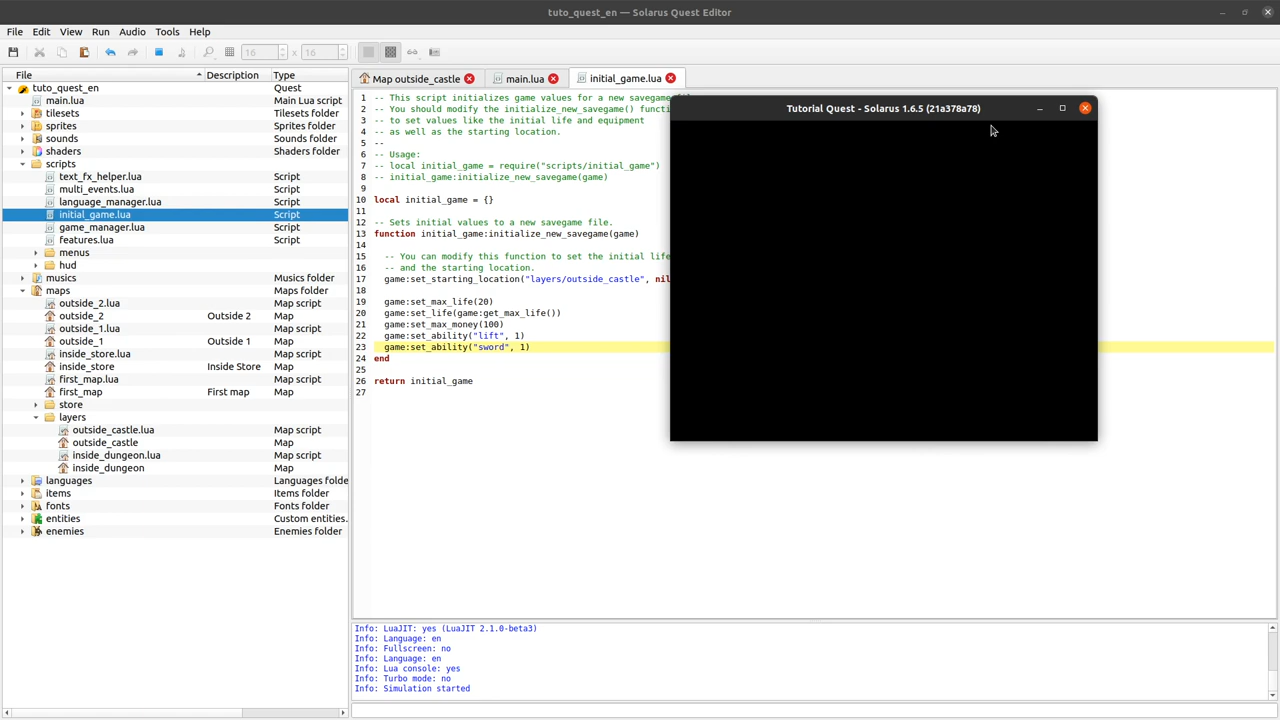 tuto_quest_en — Solarus Quest Editor
File Edit View Run Audio Tools Help
16 x 16
File Description Type
tuto_quest_en Quest
main.lua Main Lua script
tilesets Tilesets folder
sprites Sprites folder
sounds Sounds folder
shaders Shaders folder
scripts Scripts folder
text_fx_helper.lua Script
multi_events.lua Script
language_manager.lua Script
initial_game.lua Script
game_manager.lua Script
features.lua Script
menus
hud
musics Musics folder
maps Maps folder
outside_2.lua Map script
outside_2 Outside 2 Map
outside_1.lua Map script
outside_1 Outside 1 Map
inside_store.lua Map script
inside_store Inside Store Map
first_map.lua Map script
first_map First map Map
store
layers
outside_castle.lua Map script
outside_castle Map
inside_dungeon.lua Map script
inside_dungeon Map
languages Languages folde
items Items folder
fonts Fonts folder
entities Custom entities.
enemies Enemies folder
Map outside_castle main.lua initial_game.lua
1 -- This script initializes game values for a new savegame
2 -- You should modify the initialize_new_savegame() functi
3 -- to set values like the initial life and equipment
4 -- as well as the starting location.
5 --
6 -- Usage:
7 -- local initial_game = require("scripts/initial_game")
8 -- initial_game:initialize_new_savegame(game)
9
10 local initial_game = {}
11
12 -- Sets initial values to a new savegame file.
13 function initial_game:initialize_new_savegame(game)
14
15 -- You can modify this function to set the initial life
16 -- and the starting location.
17 game:set_starting_location("layers/outside_castle", nil
18
19 game:set_max_life(20)
20 game:set_life(game:get_max_life())
21 game:set_max_money(100)
22 game:set_ability("lift", 1)
23 game:set_ability("sword", 1)
24 end
25
26 return initial_game
27
Tutorial Quest - Solarus 1.6.5 (21a378a78)
Info: LuaJIT: yes (LuaJIT 2.1.0-beta3)
Info: Language: en
Info: Fullscreen: no
Info: Language: en
Info: Lua console: yes
Info: Turbo mode: no
Info: Simulation started